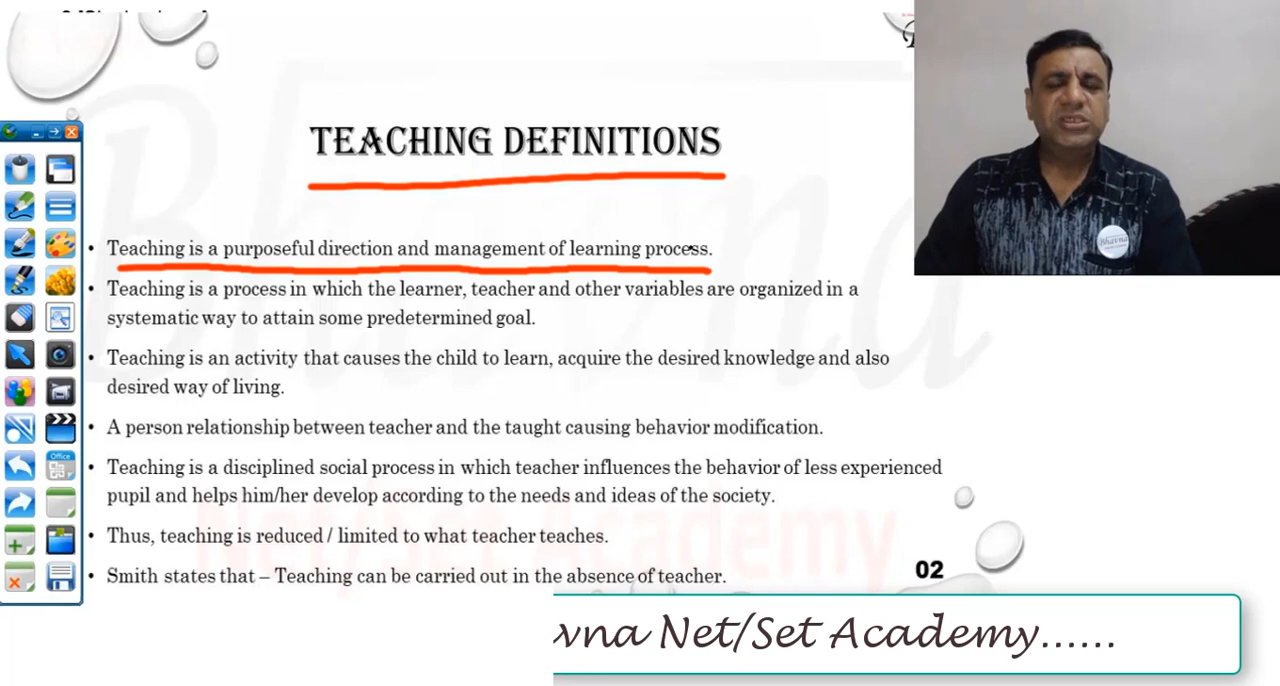 TEACHING DEFINITIONS
• Teaching is a purposeful direction and management of learning process.
• Teaching is a process in which the learner, teacher and other variables are organized in a
systematic way to attain some predetermined goal.
• Teaching is an activity that causes the child to learn, acquire the desired knowledge and also
desired way of living.
• A person relationship between teacher and the taught causing behavior modification.
• Teaching is a disciplined social process in which teacher influences the behavior of less experienced
pupil and helps him/her develop according to the needs and ideas of the society.
• Thus, teaching is reduced / limited to what teacher teaches.
• Smith states that – Teaching can be carried out in the absence of teacher.
02
vna Net/Set Academy......
Bhavna
Net/Set Academy
Office
Bhavna